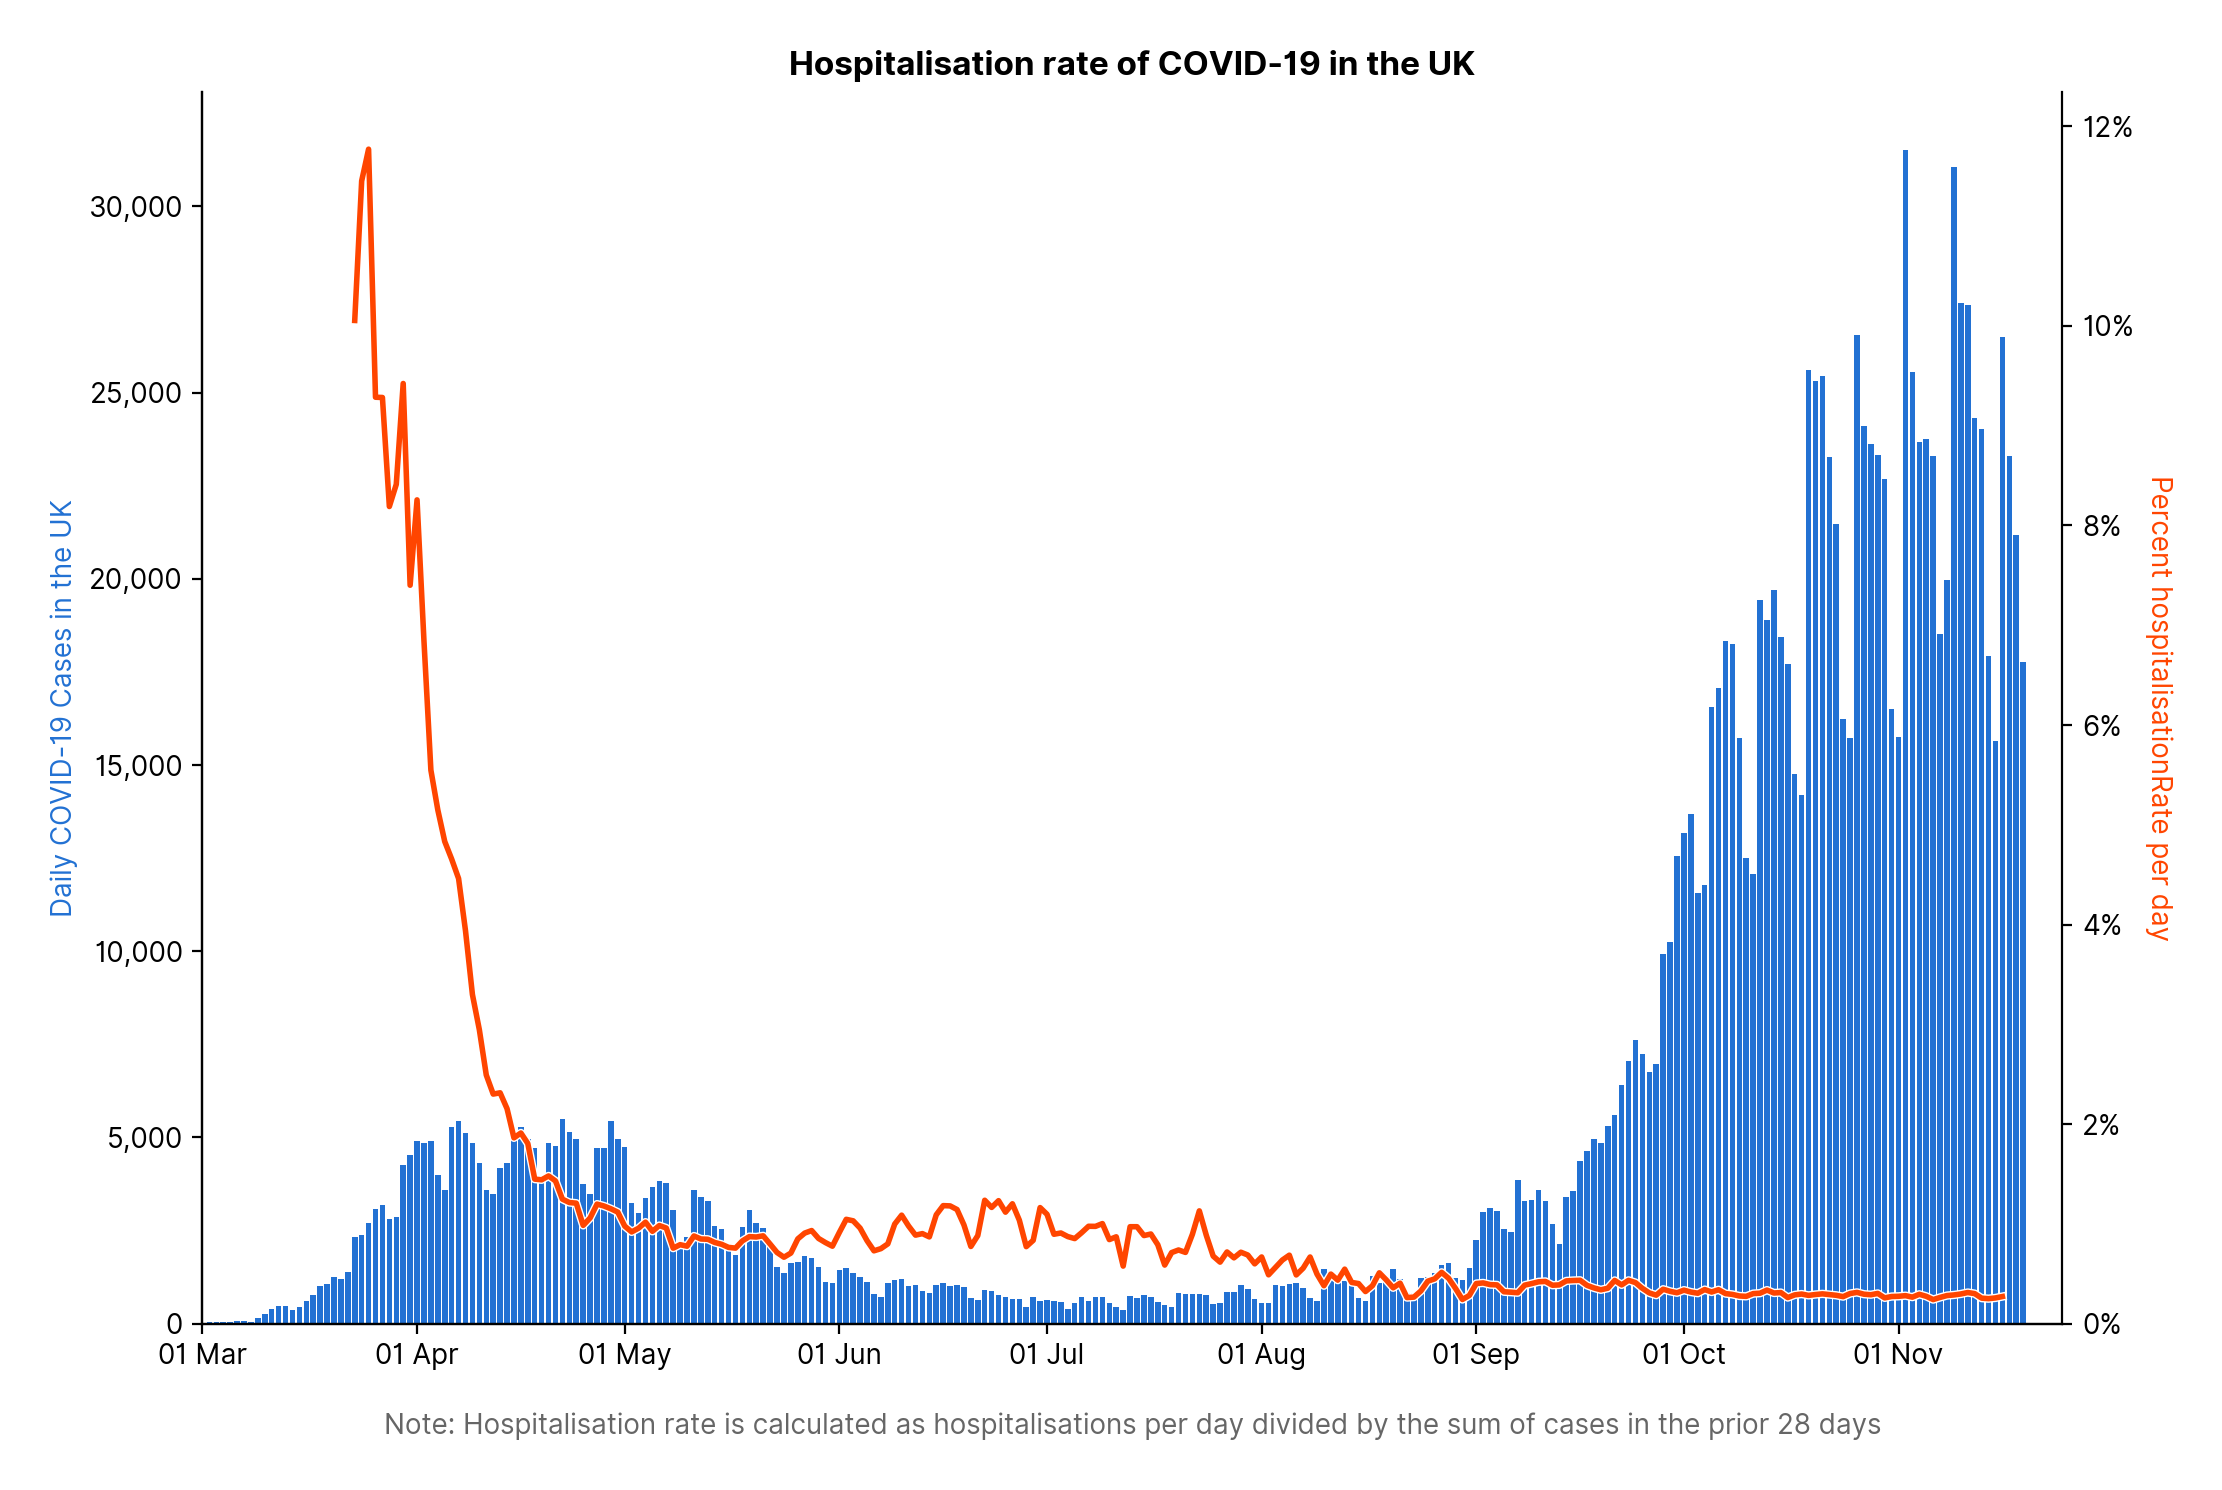 Hospitalisation rate of COVID-19 in the UK
Daily COVID-19 Cases in the UK
30,000
25,000
20,000
15,000
10,000
5,000
0
12%
10%
8%
6%
4%
2%
0%
Percent hospitalisationRate per day
01 Mar
01 Apr
01 May
01 Jun
01 Jul
01 Aug
01 Sep
01 Oct
01 Nov
Note: Hospitalisation rate is calculated as hospitalisations per day divided by the sum of cases in the prior 28 days